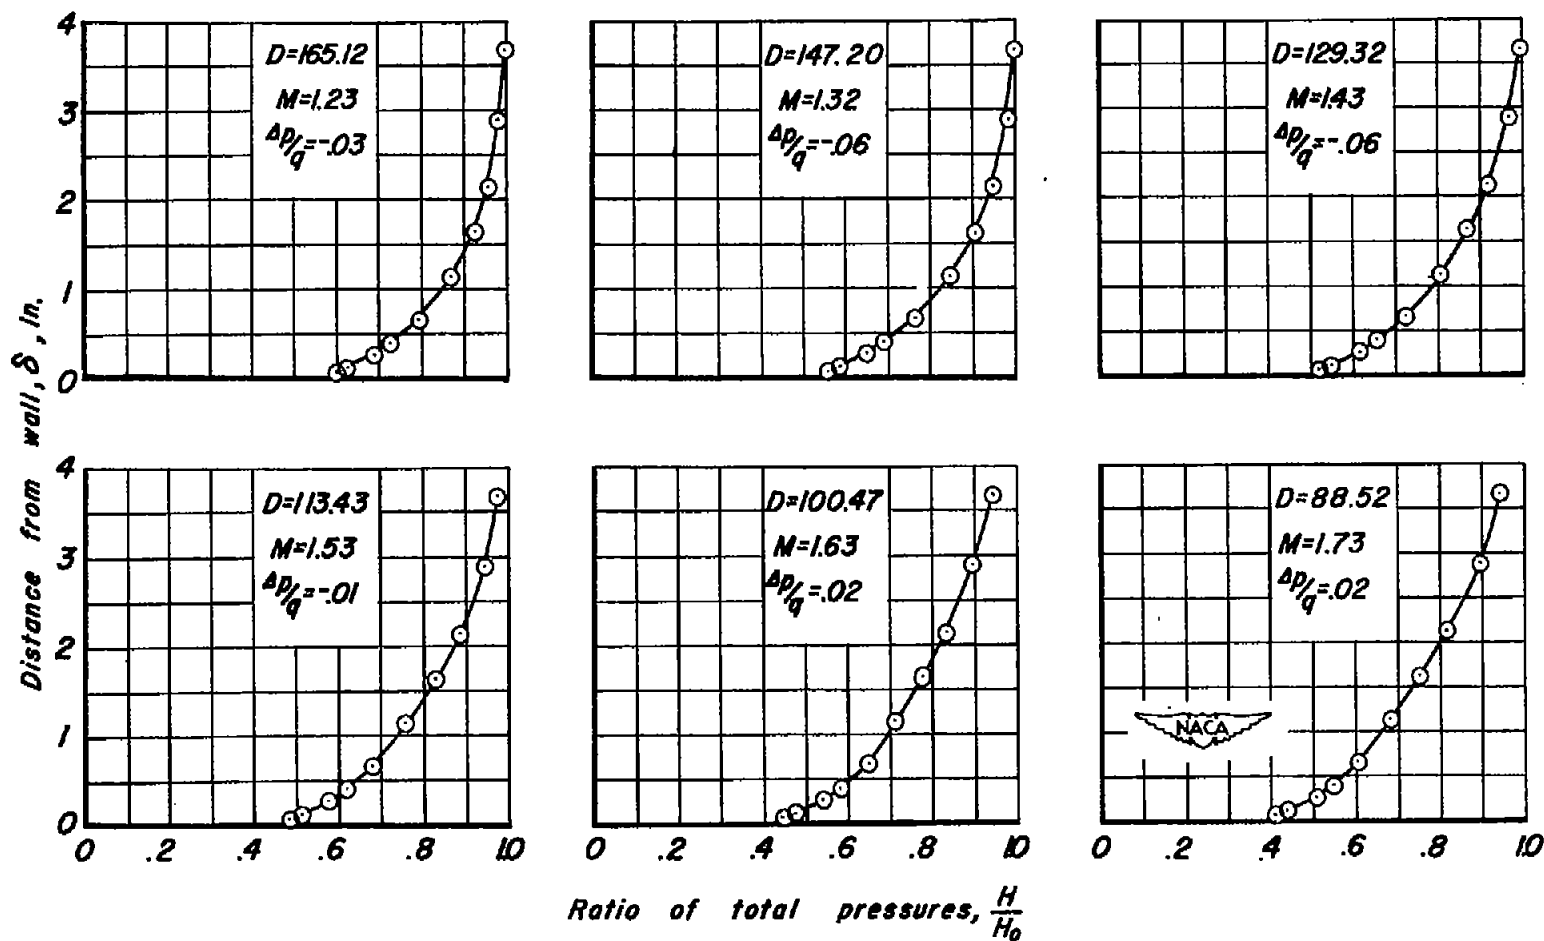 4
3
2
1
0
D=165.12
M=1.23
Δp/q=-.03
D=147.20
M=1.32
Δp/q=-.06
D=129.32
M=1.43
Δp/q=-.06
Distance from wall, δ, in.
4
3
2
1
0
D=113.43
M=1.53
Δp/q=-.01
D=100.47
M=1.63
Δp/q=.02
D=88.52
M=1.73
Δp/q=.02
NACA
0 .2 .4 .6 .8 1.0
0 .2 .4 .6 .8 1.0
0 .2 .4 .6 .8 1.0
Ratio of total pressures, H/H₀